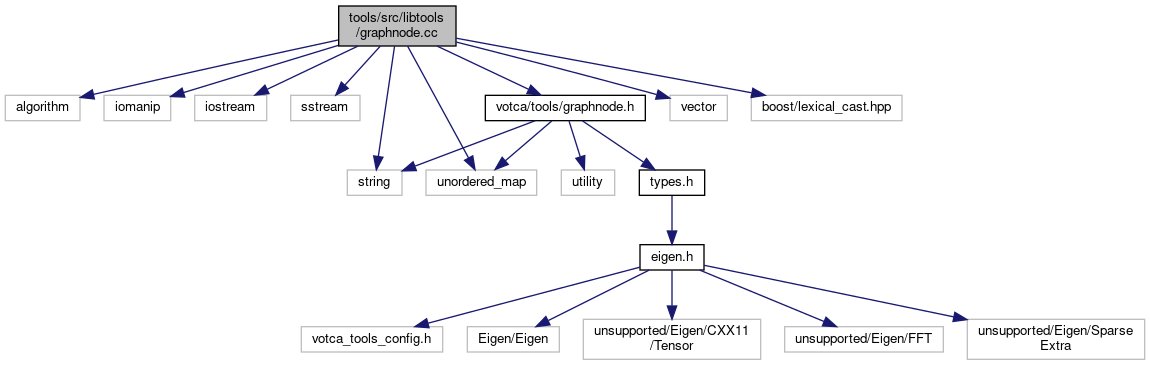 tools/src/libtools
/graphnode.cc
algorithm
iomanip
iostream
sstream
votca/tools/graphnode.h
vector
boost/lexical_cast.hpp
string
unordered_map
utility
types.h
eigen.h
votca_tools_config.h
Eigen/Eigen
unsupported/Eigen/CXX11
/Tensor
unsupported/Eigen/FFT
unsupported/Eigen/Sparse
Extra